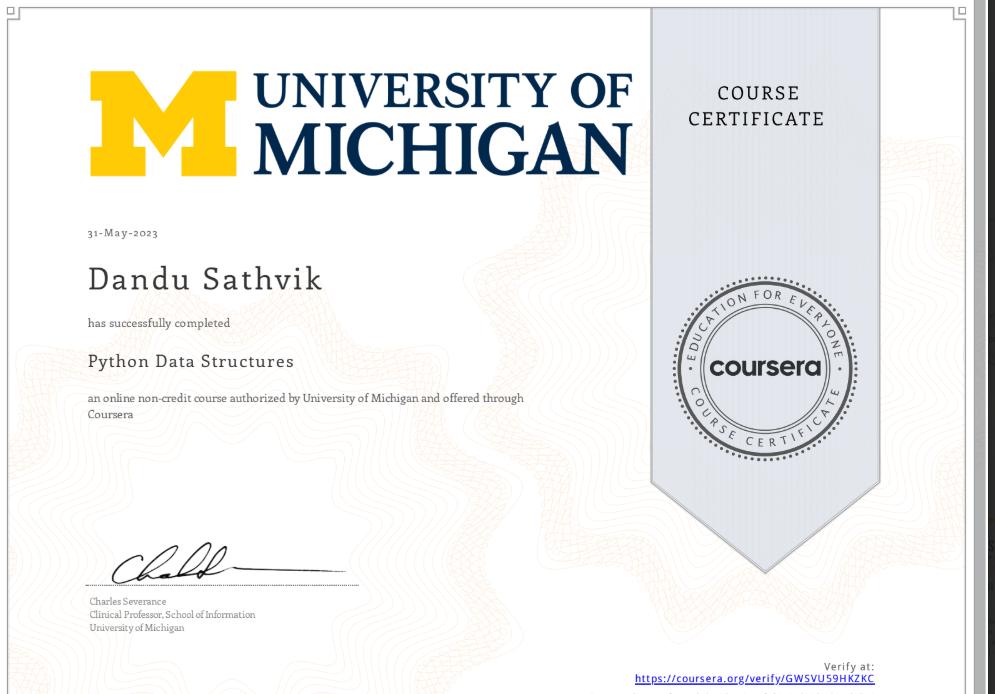 M UNIVERSITY OF
MICHIGAN
COURSE
CERTIFICATE
31-May-2023
Dandu Sathvik
has successfully completed
Python Data Structures
an online non-credit course authorized by University of Michigan and offered through
Coursera
EDUCATION FOR EVERYONE
coursera
COURSE CERTIFICATE
Charles Severance
Clinical Professor, School of Information
University of Michigan
Verify at:
https://coursera.org/verify/GWSVU59HKZKC